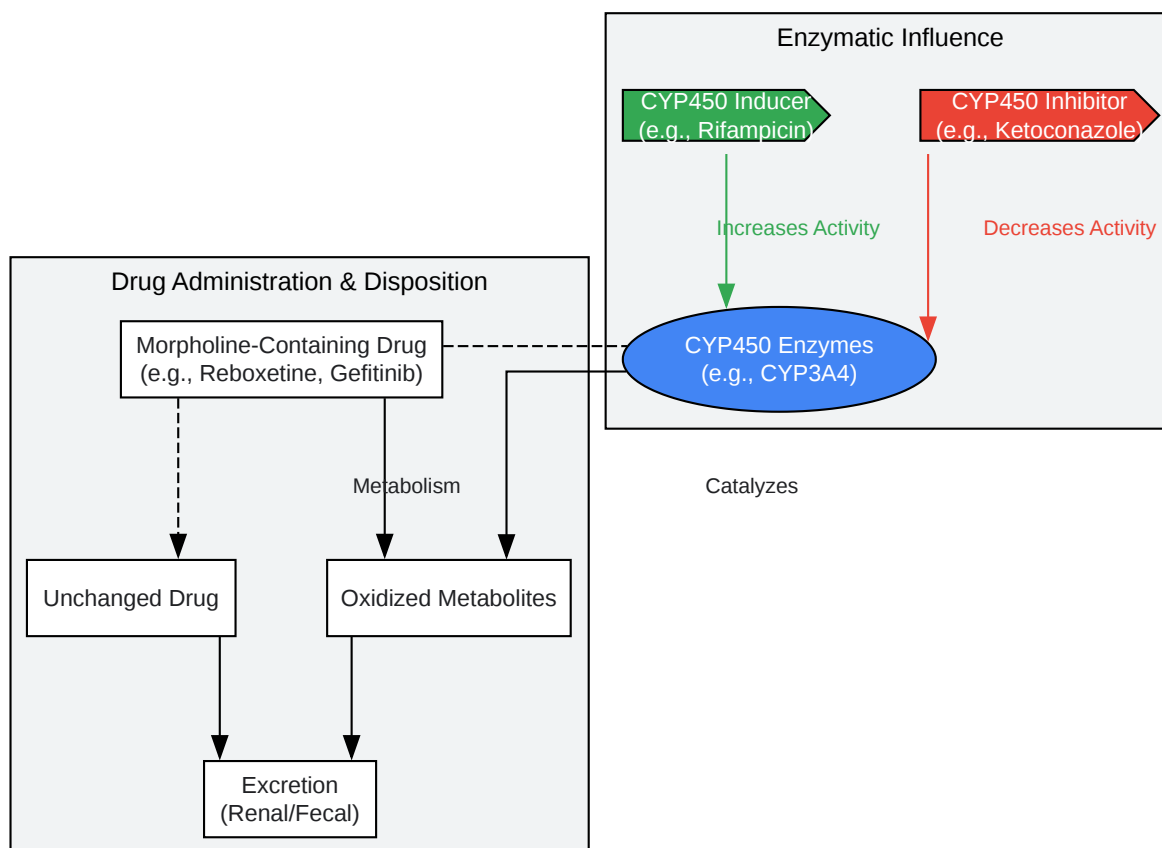 Enzymatic Influence
CYP450 Inducer
(e.g., Rifampicin)
CYP450 Inhibitor
(e.g., Ketoconazole)
Increases Activity
Decreases Activity
Drug Administration & Disposition
Morpholine-Containing Drug
(e.g., Reboxetine, Gefitinib)
CYP450 Enzymes
(e.g., CYP3A4)
Metabolism
Catalyzes
Unchanged Drug
Oxidized Metabolites
Excretion
(Renal/Fecal)